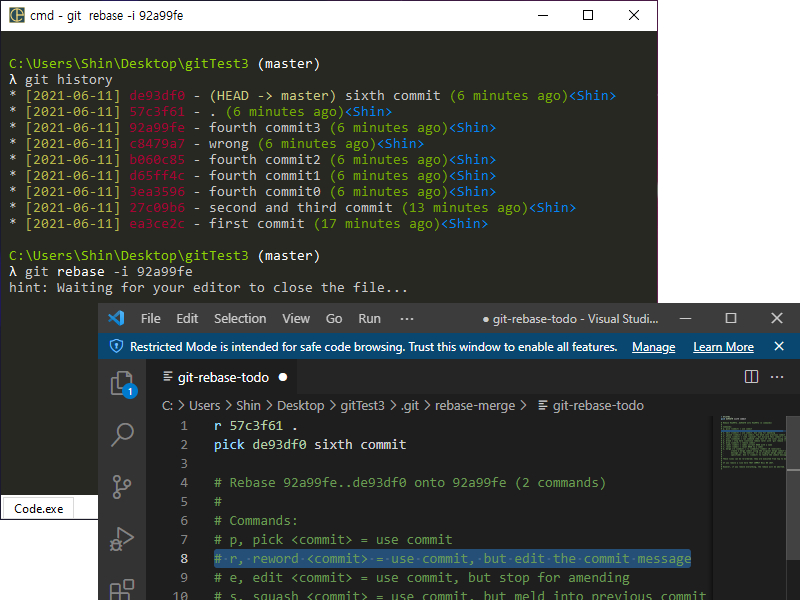 cmd - git rebase -i 92a99fe
C:\Users\Shin\Desktop\gitTest3 (master)
λ git history
* [2021-06-11] de93df0 - (HEAD -> master) sixth commit (6 minutes ago)<Shin>
* [2021-06-11] 57c3f61 - . (6 minutes ago)<Shin>
* [2021-06-11] 92a99fe - fourth commit3 (6 minutes ago)<Shin>
* [2021-06-11] c8479a7 - wrong (6 minutes ago)<Shin>
* [2021-06-11] b060c85 - fourth commit2 (6 minutes ago)<Shin>
* [2021-06-11] d65ff4c - fourth commit1 (6 minutes ago)<Shin>
* [2021-06-11] 3ea3596 - fourth commit0 (6 minutes ago)<Shin>
* [2021-06-11] 27c09b6 - second and third commit (13 minutes ago)<Shin>
* [2021-06-11] ea3ce2c - first commit (17 minutes ago)<Shin>
C:\Users\Shin\Desktop\gitTest3 (master)
λ git rebase -i 92a99fe
hint: Waiting for your editor to close the file...
Code.exe
File Edit Selection View Go Run ··· ● git-rebase-todo - Visual Studi...
Restricted Mode is intended for safe code browsing. Trust this window to enable all features. Manage Learn More
git-rebase-todo ●
1
C: > Users > Shin > Desktop > gitTest3 > .git > rebase-merge > git-rebase-todo
1 r 57c3f61 .
2 pick de93df0 sixth commit
3
4 # Rebase 92a99fe..de93df0 onto 92a99fe (2 commands)
5 #
6 # Commands:
7 # p, pick <commit> = use commit
8 # r, reword <commit> = use commit, but edit the commit message
9 # e, edit <commit> = use commit, but stop for amending
10 # s, squash <commit> = use commit, but meld into previous commit